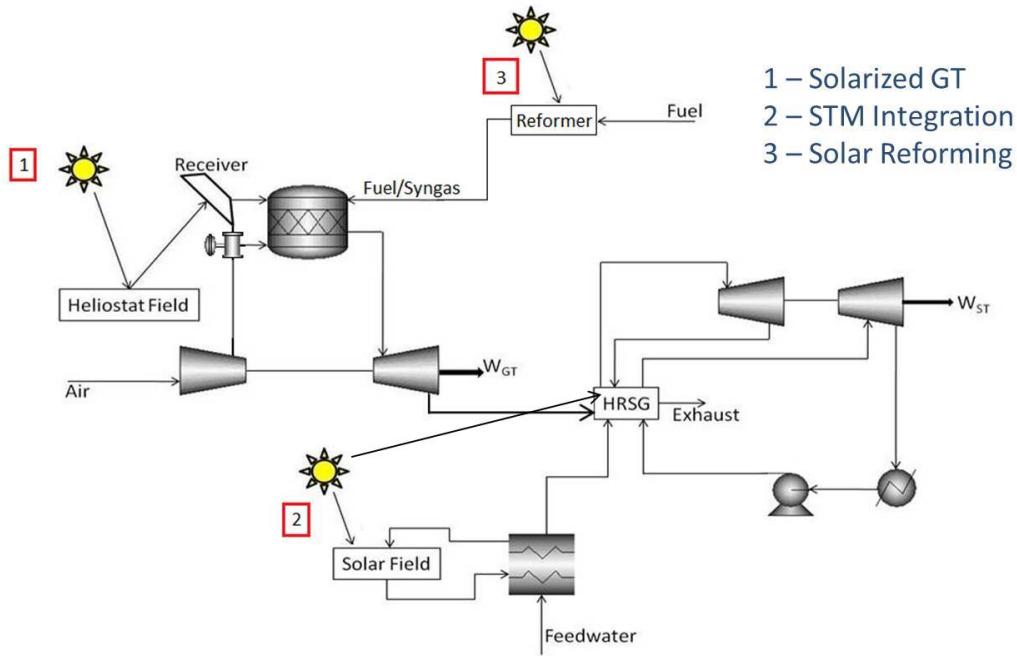 3
1 – Solarized GT
2 – STM Integration
3 – Solar Reforming
Reformer
Fuel
1
Receiver
Fuel/Syngas
Heliostat Field
W_ST
W_GT
Air
HRSG
Exhaust
2
Solar Field
Feedwater